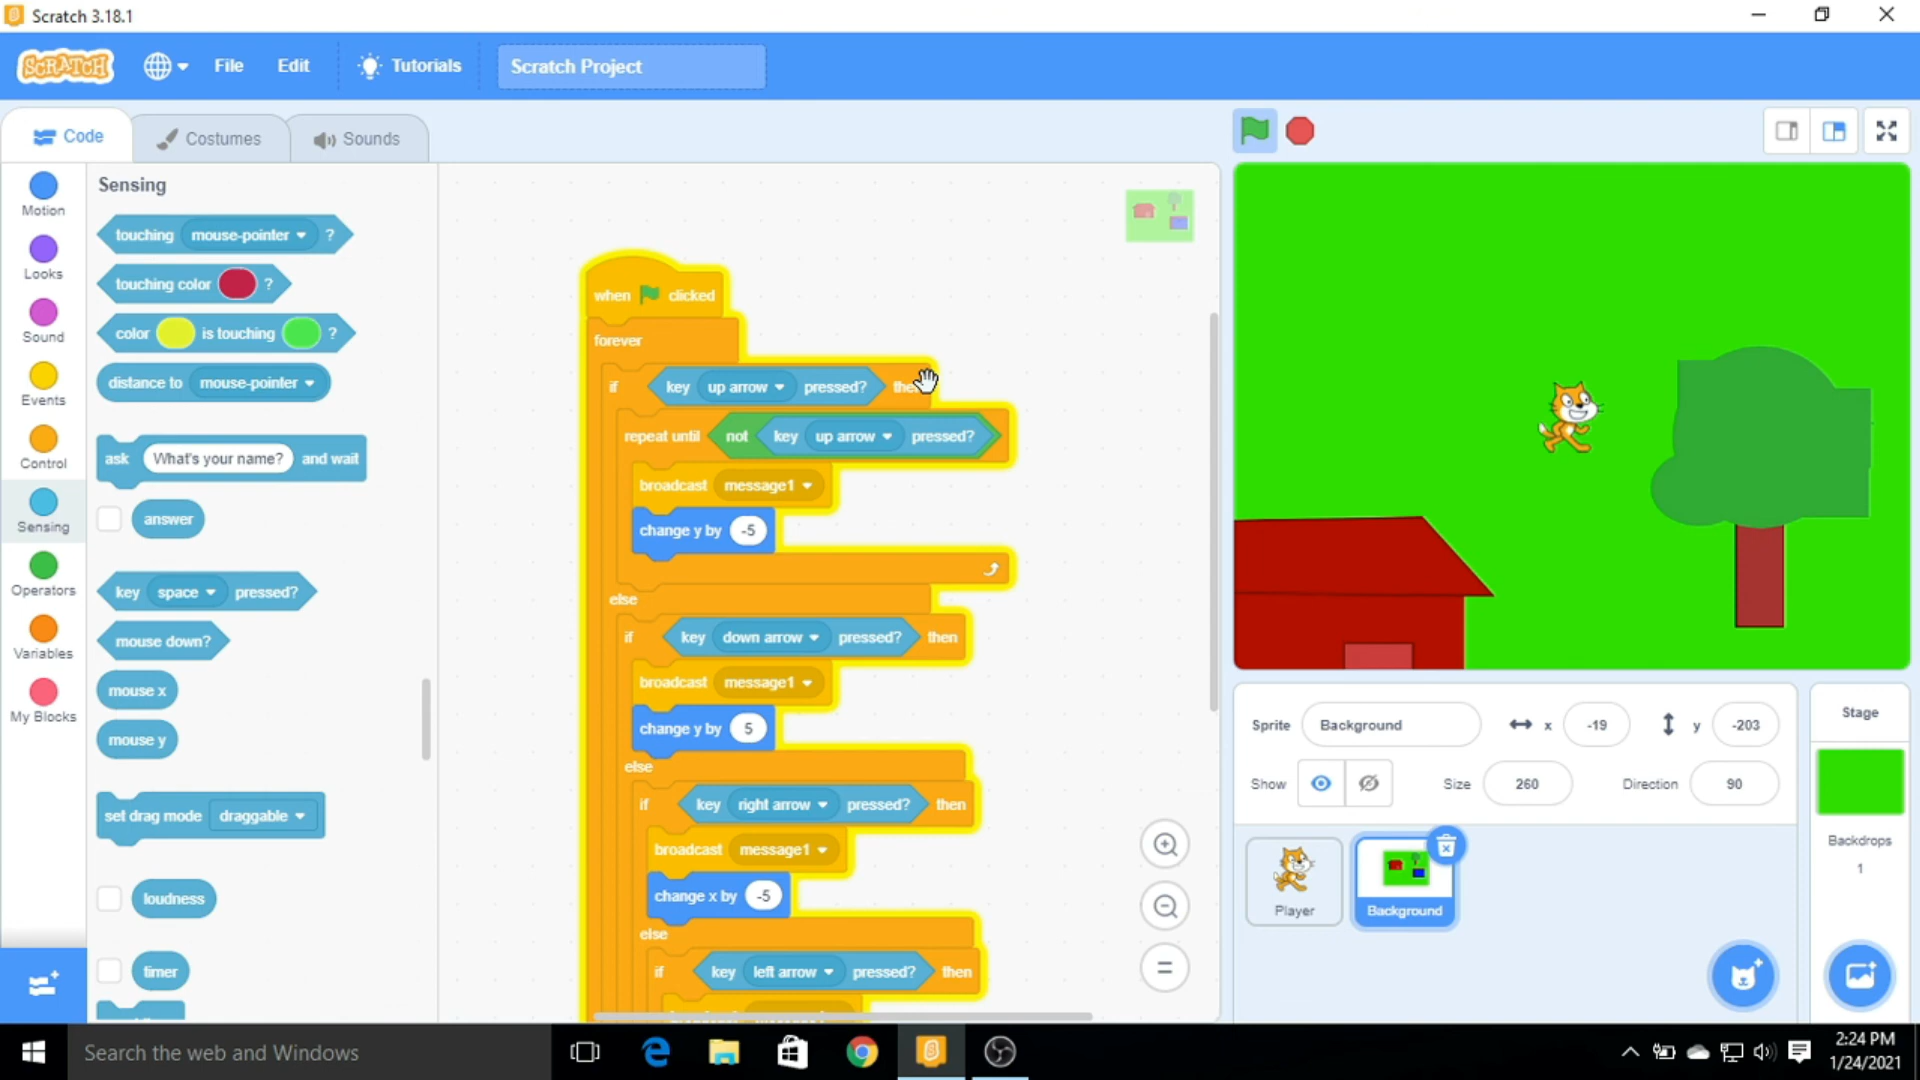 Scratch 3.18.1
SCRATCH
File
Edit
Tutorials
Scratch Project
Code
Costumes
Sounds
Motion
Looks
Sound
Events
Control
Sensing
Operators
Variables
My Blocks
Sensing
touching mouse-pointer ?
touching color ?
color is touching ?
distance to mouse-pointer
ask What's your name? and wait
answer
key space pressed?
mouse down?
mouse x
mouse y
set drag mode draggable
loudness
timer
when clicked
forever
if key up arrow pressed? then
repeat until not key up arrow pressed?
broadcast message1
change y by -5
else
if key down arrow pressed? then
broadcast message1
change y by 5
else
if key right arrow pressed? then
broadcast message1
change x by -5
else
if key left arrow pressed? then
Sprite Background x -19 y -203
Show Size 260 Direction 90
Player
Background
Stage
Backdrops
1
Search the web and Windows
2:24 PM
1/24/2021